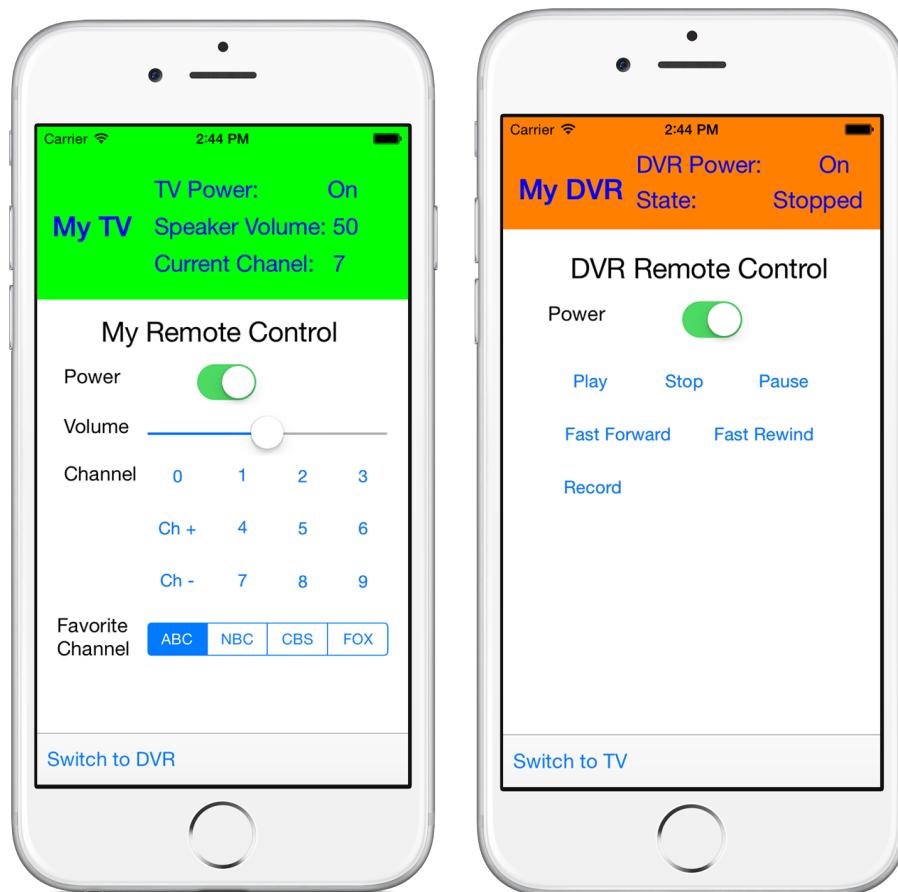 Carrier 2:44 PM
TV Power: On
My TV
Speaker Volume: 50
Current Chanel: 7
My Remote Control
Power
Volume
Channel 0 1 2 3
Ch + 4 5 6
Ch - 7 8 9
Favorite
Channel
ABC NBC CBS FOX
Switch to DVR
Carrier 2:44 PM
DVR Power: On
My DVR
State: Stopped
DVR Remote Control
Power
Play Stop Pause
Fast Forward Fast Rewind
Record
Switch to TV